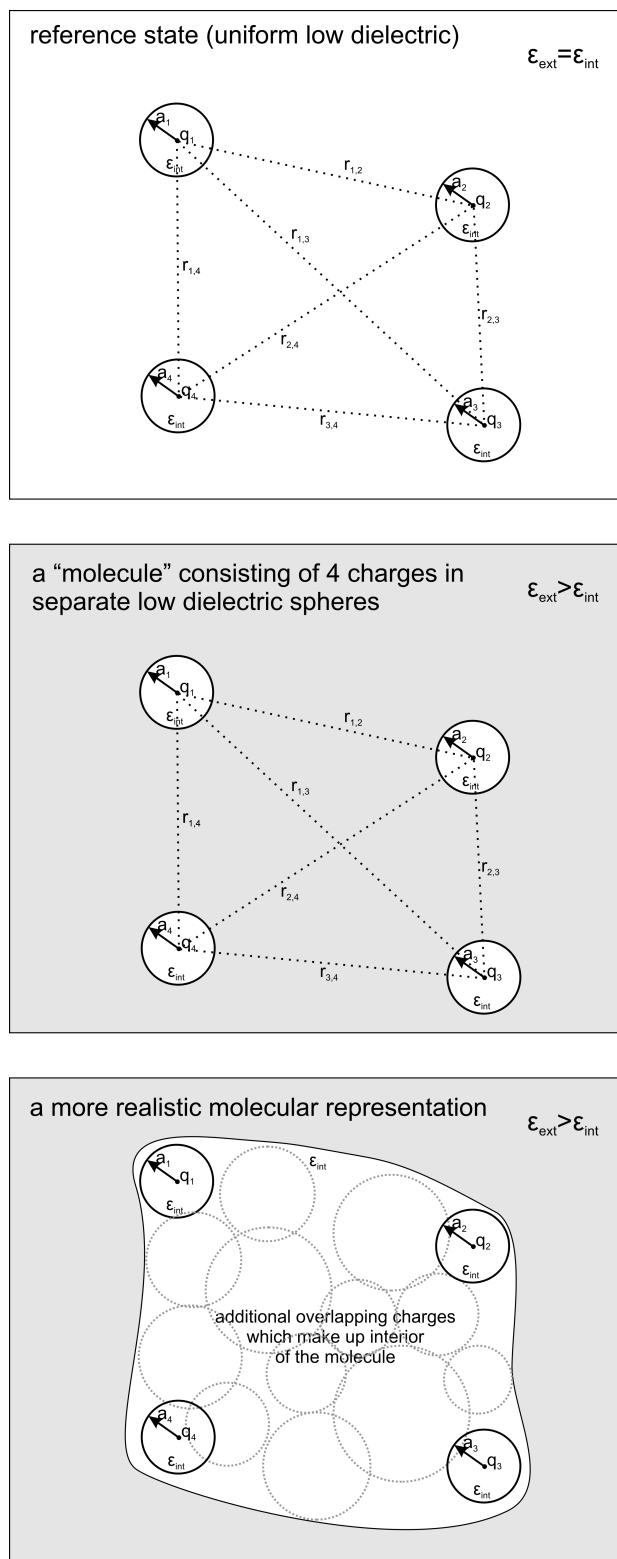 reference state (uniform low dielectric)
εext=εint
a1
q1
εint
r1,2
a2
q2
εint
r1,3
r1,4
r2,3
r2,4
a4
q4
εint
a3
q3
εint
r3,4
a “molecule” consisting of 4 charges in
separate low dielectric spheres
εext>εint
a1
q1
εint
r1,2
a2
q2
εint
r1,3
r1,4
r2,3
r2,4
a4
q4
εint
a3
q3
εint
r3,4
a more realistic molecular representation
εext>εint
a1
q1
εint
εint
a2
q2
εint
additional overlapping charges
which make up interior
of the molecule
a4
q4
εint
a3
q3
εint